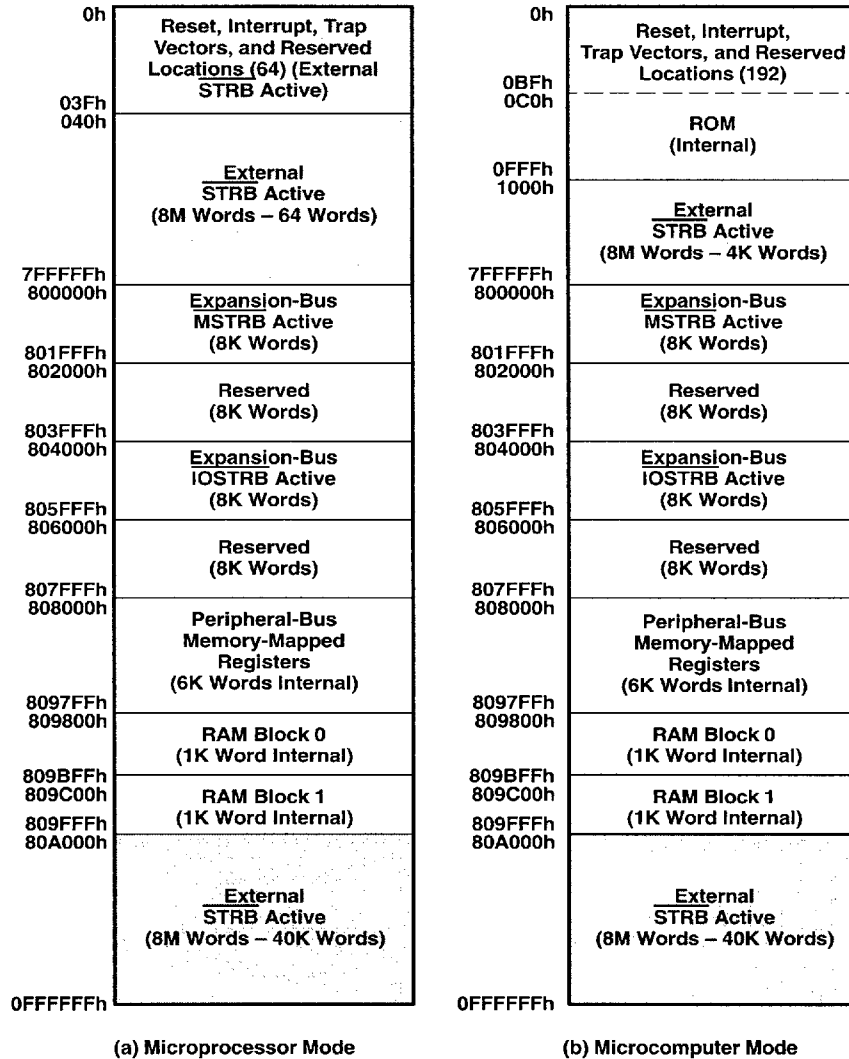 0h
Reset, Interrupt, Trap
Vectors, and Reserved
Locations (64) (External
STRB Active)
03Fh
040h
External
STRB Active
(8M Words – 64 Words)
7FFFFFh
800000h
Expansion-Bus
MSTRB Active
(8K Words)
801FFFh
802000h
Reserved
(8K Words)
803FFFh
804000h
Expansion-Bus
IOSTRB Active
(8K Words)
805FFFh
806000h
Reserved
(8K Words)
807FFFh
808000h
Peripheral-Bus
Memory-Mapped
Registers
(6K Words Internal)
8097FFh
809800h
RAM Block 0
(1K Word Internal)
809BFFh
809C00h
RAM Block 1
(1K Word Internal)
809FFFh
80A000h
External
STRB Active
(8M Words – 40K Words)
0FFFFFFh
(a) Microprocessor Mode
0h
Reset, Interrupt,
Trap Vectors, and Reserved
Locations (192)
0BFh
0C0h
ROM
(Internal)
0FFFh
1000h
External
STRB Active
(8M Words – 4K Words)
7FFFFFh
800000h
Expansion-Bus
MSTRB Active
(8K Words)
801FFFh
802000h
Reserved
(8K Words)
803FFFh
804000h
Expansion-Bus
IOSTRB Active
(8K Words)
805FFFh
806000h
Reserved
(8K Words)
807FFFh
808000h
Peripheral-Bus
Memory-Mapped
Registers
(6K Words Internal)
8097FFh
809800h
RAM Block 0
(1K Word Internal)
809BFFh
809C00h
RAM Block 1
(1K Word Internal)
809FFFh
80A000h
External
STRB Active
(8M Words – 40K Words)
0FFFFFFh
(b) Microcomputer Mode